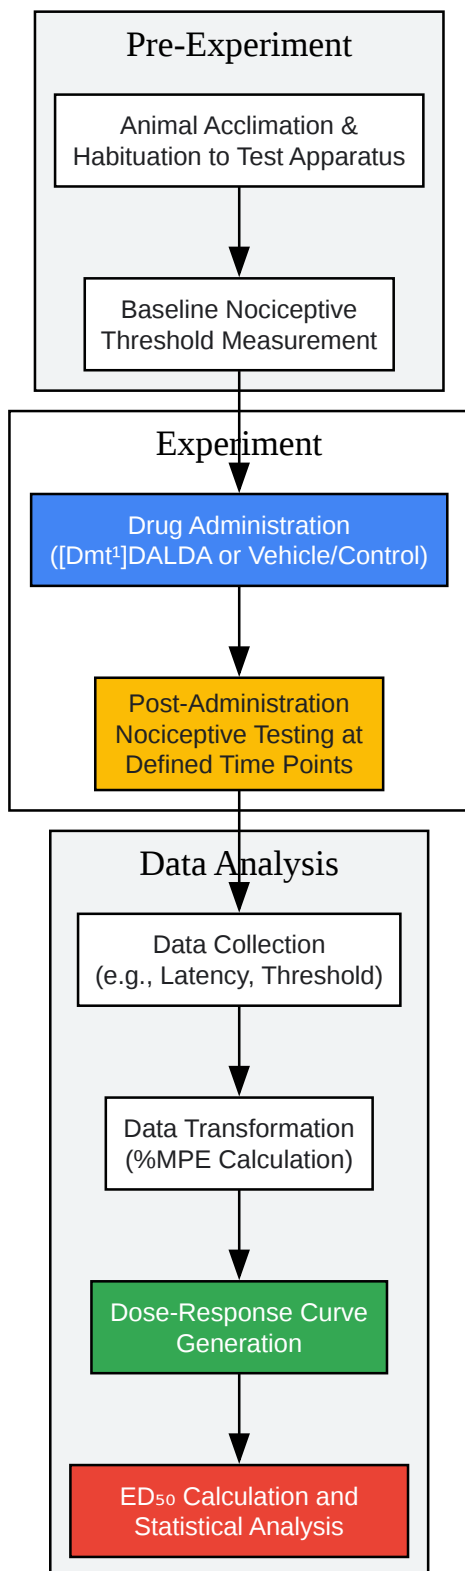 Pre-Experiment
Animal Acclimation &
Habituation to Test Apparatus
Baseline Nociceptive
Threshold Measurement
Experiment
Drug Administration
([Dmt¹]DALDA or Vehicle/Control)
Post-Administration
Nociceptive Testing at
Defined Time Points
Data Analysis
Data Collection
(e.g., Latency, Threshold)
Data Transformation
(%MPE Calculation)
Dose-Response Curve
Generation
ED₅₀ Calculation and
Statistical Analysis